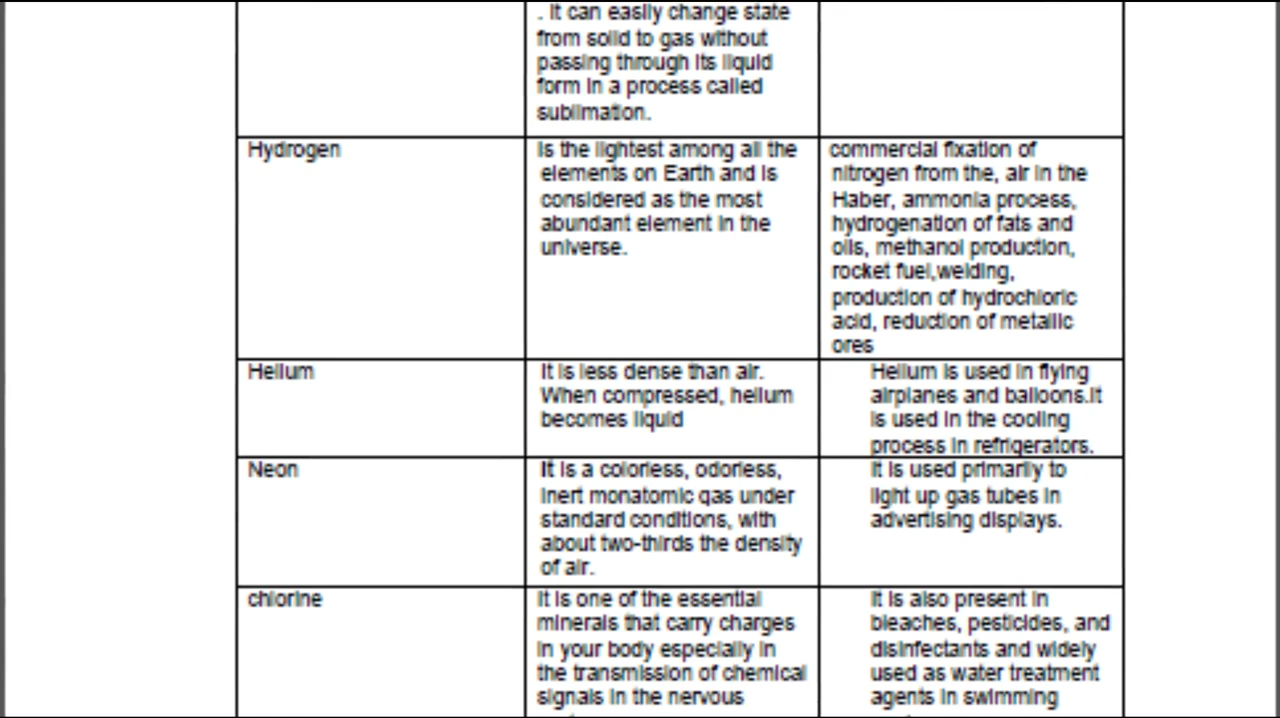 . It can easily change state
from solid to gas without
passing through its liquid
form in a process called
sublimation.
Hydrogen
Is the lightest among all the
elements on Earth and is
considered as the most
abundant element in the
universe.
commercial fixation of
nitrogen from the, air in the
Haber, ammonia process,
hydrogenation of fats and
oils, methanol production,
rocket fuel,welding,
production of hydrochloric
acid, reduction of metallic
ores
Helium
It is less dense than air.
When compressed, helium
becomes liquid
Helium is used in flying
airplanes and balloons.It
is used in the cooling
process in refrigerators.
Neon
It is a colorless, odorless,
inert monatomic gas under
standard conditions, with
about two-thirds the density
of air.
It is used primarily to
light up gas tubes in
advertising displays.
chlorine
It is one of the essential
minerals that carry charges
in your body especially in
the transmission of chemical
signals in the nervous
It is also present in
bleaches, pesticides, and
disinfectants and widely
used as water treatment
agents in swimming